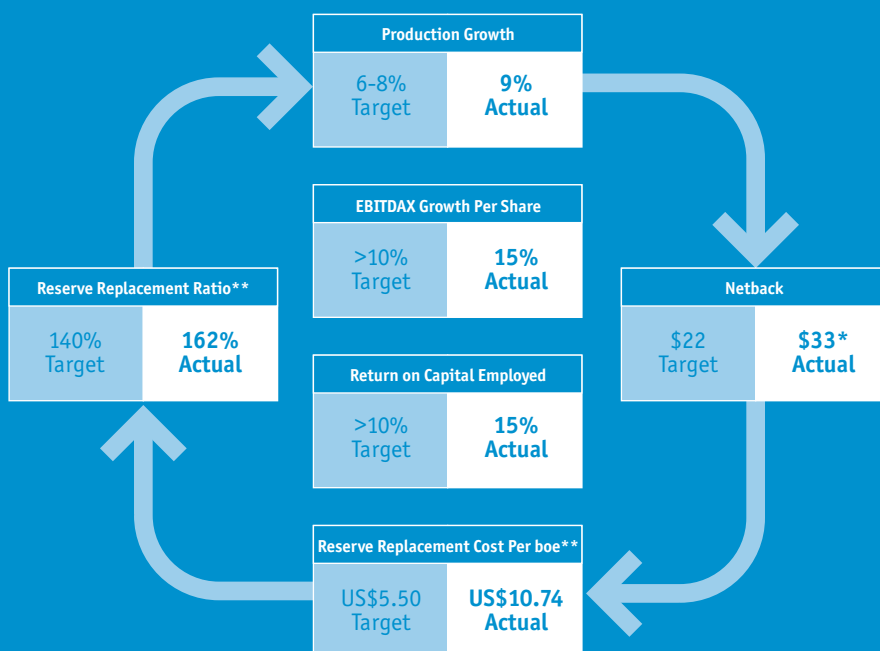 Production Growth
6-8%
Target
9%
Actual
EBITDAX Growth Per Share
>10%
Target
15%
Actual
Reserve Replacement Ratio**
140%
Target
162%
Actual
Netback
$22
Target
$33*
Actual
Return on Capital Employed
>10%
Target
15%
Actual
Reserve Replacement Cost Per boe**
US$5.50
Target
US$10.74
Actual